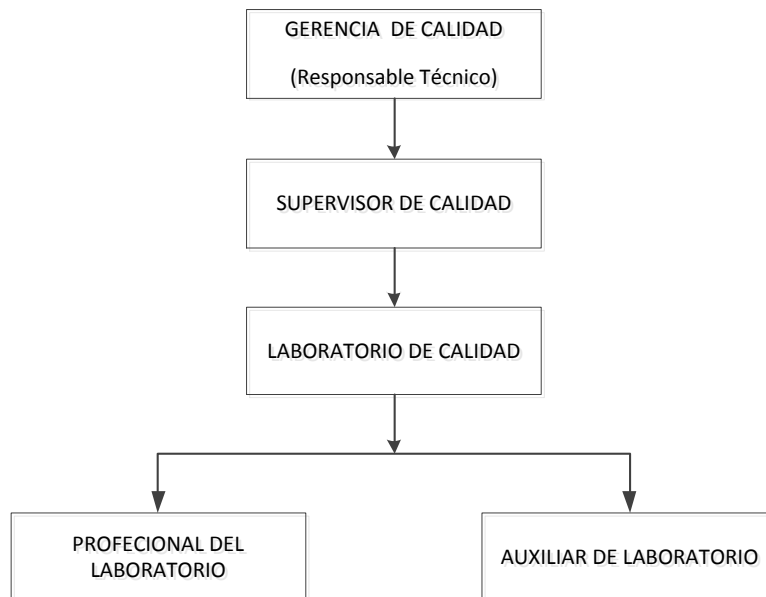 GERENCIA DE CALIDAD
(Responsable Técnico)
SUPERVISOR DE CALIDAD
LABORATORIO DE CALIDAD
PROFECIONAL DEL
LABORATORIO
AUXILIAR DE LABORATORIO